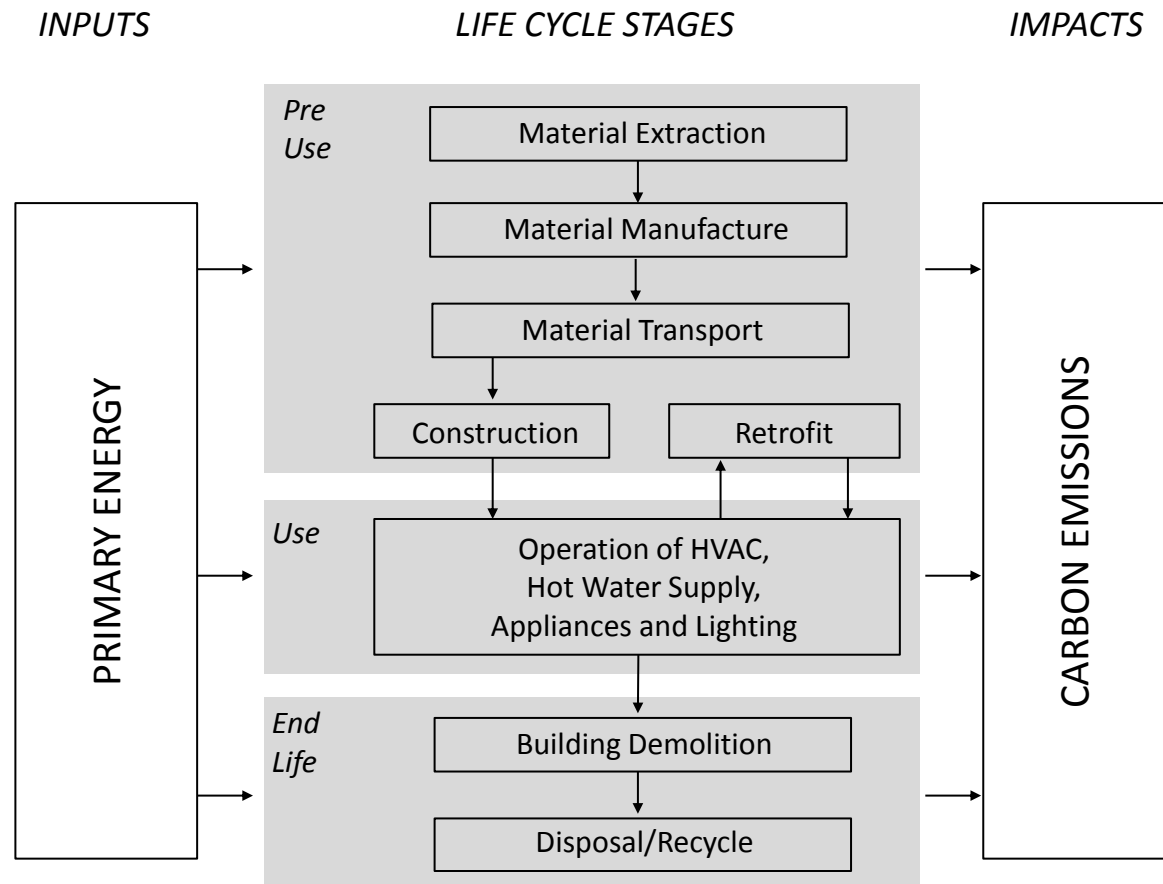 INPUTS
LIFE CYCLE STAGES
IMPACTS
Pre
Use
Material Extraction
Material Manufacture
Material Transport
Construction
Retrofit
PRIMARY ENERGY
Use
Operation of HVAC,
Hot Water Supply,
Appliances and Lighting
CARBON EMISSIONS
End
Life
Building Demolition
Disposal/Recycle